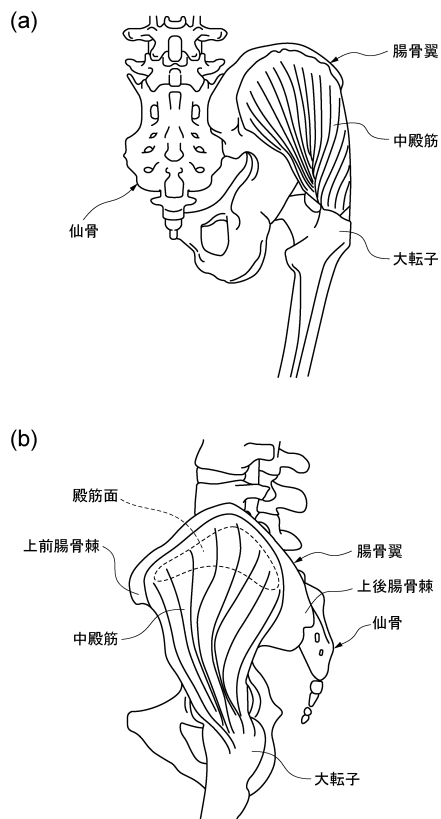 (a)
腸骨翼
中殿筋
仙骨
大転子
(b)
殿筋面
上前腸骨棘
腸骨翼
上後腸骨棘
仙骨
中殿筋
大転子